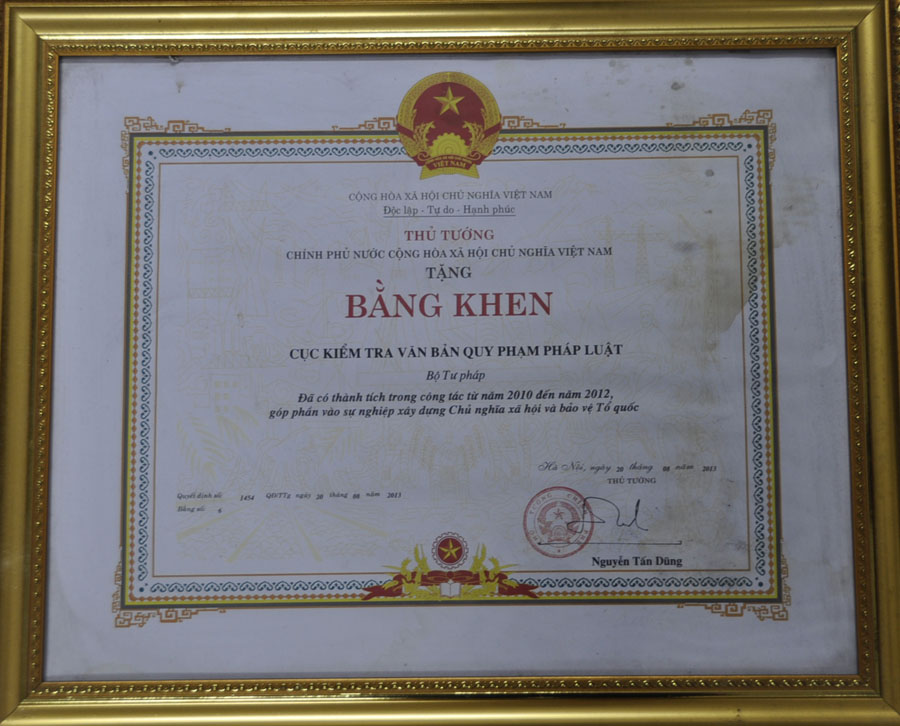 VIỆT NAM
CỘNG HÒA XÃ HỘI CHỦ NGHĨA VIỆT NAM
Độc lập - Tự do - Hạnh phúc
THỦ TƯỚNG
CHÍNH PHỦ NƯỚC CỘNG HÒA XÃ HỘI CHỦ NGHĨA VIỆT NAM
TẶNG
BẰNG KHEN
CỤC KIỂM TRA VĂN BẢN QUY PHẠM PHÁP LUẬT
Bộ Tư pháp
Đã có thành tích trong công tác từ năm 2010 đến năm 2012,
góp phần vào sự nghiệp xây dựng Chủ nghĩa xã hội và bảo vệ Tổ quốc
Hà Nội, ngày 20 tháng 08 năm 2013
THỦ TƯỚNG
Quyết định số: 1454 QĐ/TTg ngày 20 tháng 08 năm 2013
Bằng số: 6
Nguyễn Tấn Dũng